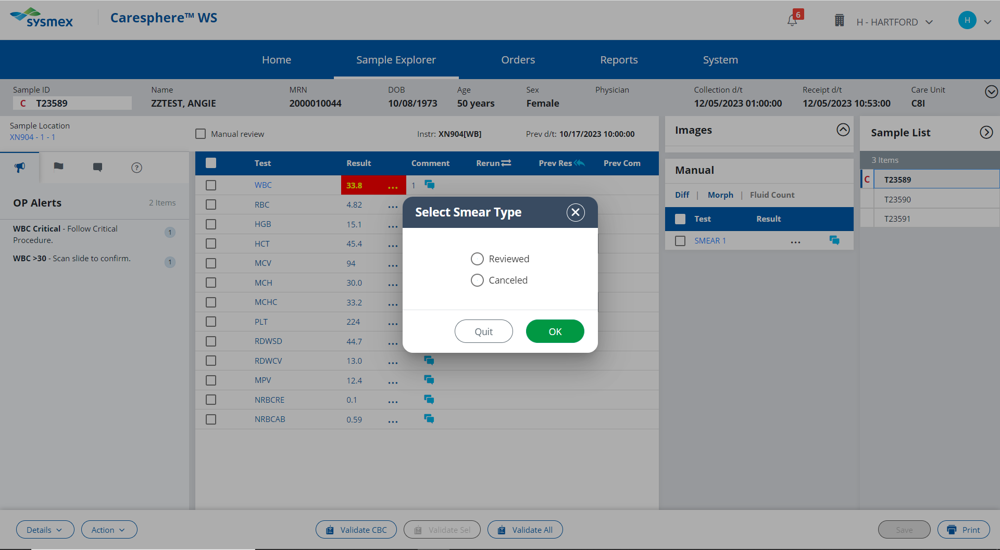 sysmex
Caresphere™ WS
6
H - HARTFORD
H
Home
Sample Explorer
Orders
Reports
System
Sample ID
Name
MRN
DOB
Age
Sex
Physician
Collection d/t
Receipt d/t
Care Unit
C T23589
ZZTEST, ANGIE
2000010044
10/08/1973
50 years
Female
12/05/2023 01:00:00
12/05/2023 10:53:00
C8I
Sample Location
XN904 - 1 - 1
Manual review
Instr: XN904[WB]
Prev d/t: 10/17/2023 10:00:00
?
OP Alerts
2 Items
WBC Critical - Follow Critical
Procedure.
1
WBC >30 - Scan slide to confirm.
1
Test Result Comment Rerun Prev Res Prev Com
WBC 33.8 ... 1
RBC 4.82 ...
HGB 15.1 ...
HCT 45.4 ...
MCV 94 ...
MCH 30.0 ...
MCHC 33.2 ...
PLT 224 ...
RDWSD 44.7 ...
RDWCV 13.0 ...
MPV 12.4 ...
NRBCRE 0.1 ...
NRBCAB 0.59 ...
Select Smear Type
Reviewed
Canceled
Quit
OK
Images
Manual
Diff | Morph | Fluid Count
Test Result
SMEAR 1 ...
Sample List
3 Items
C T23589
T23590
T23591
Details
Action
Validate CBC
Validate Sel
Validate All
Save
Print